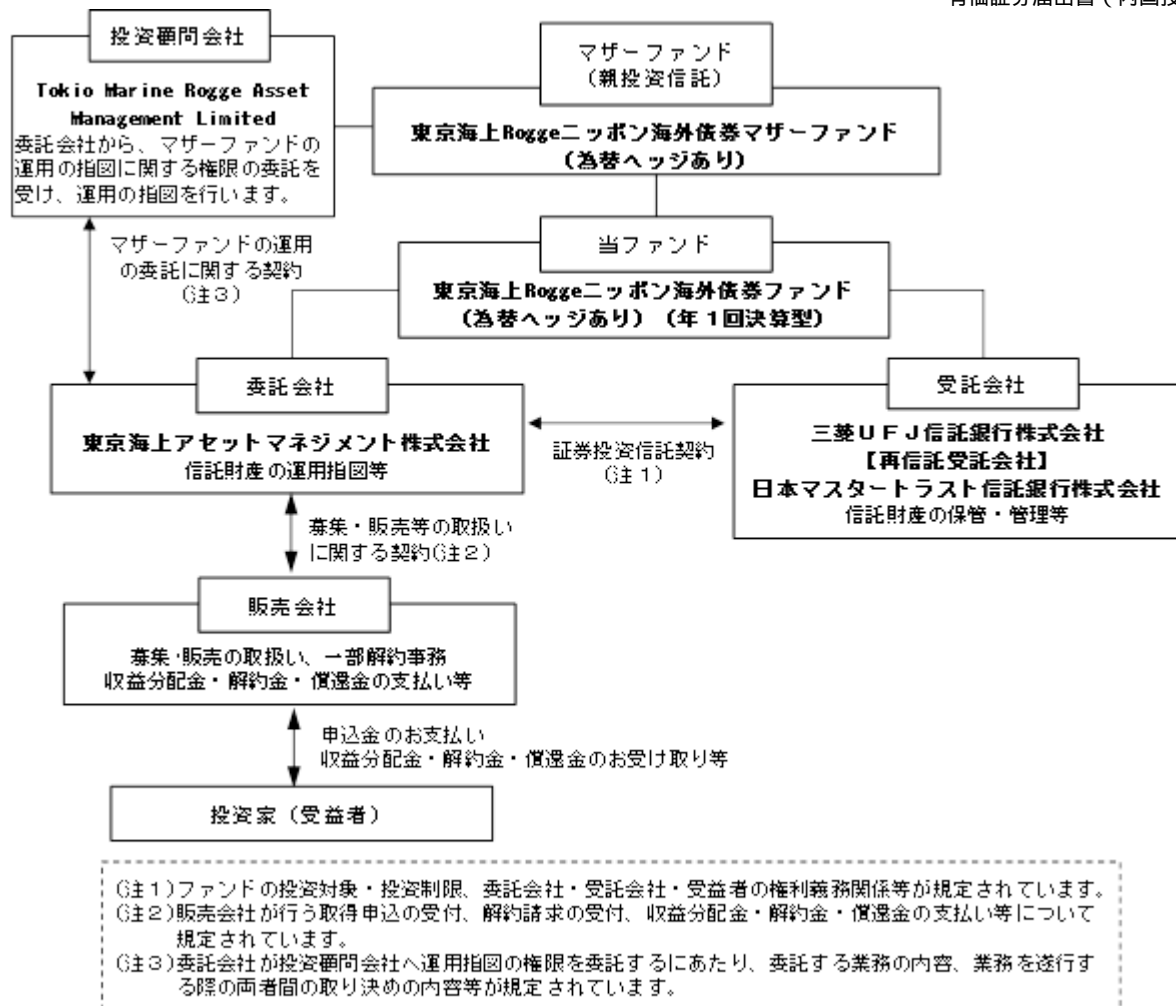 有価証券届出書（内国投
投資顧問会社
Tokio Marine Rogge Asset
Management Limited
委託会社から、マザーファンドの
運用の指図に関する権限の委託を
受け、運用の指図を行います。
マザーファンド
（親投資信託）
東京海上Roggeニッポン海外債券マザーファンド
（為替ヘッジあり）
マザーファンドの運用
の委託に関する契約
（注３）
当ファンド
東京海上Roggeニッポン海外債券ファンド
（為替ヘッジあり）（年１回決算型）
委託会社
東京海上アセットマネジメント株式会社
信託財産の運用指図等
証券投資信託契約
（注１）
受託会社
三菱ＵＦＪ信託銀行株式会社
【再信託受託会社】
日本マスタートラスト信託銀行株式会社
信託財産の保管・管理等
募集・販売等の取扱い
に関する契約（注２）
販売会社
募集・販売の取扱い、一部解約事務
収益分配金・解約金・償還金の支払い等
申込金のお支払い
収益分配金・解約金・償還金のお受け取り等
投資家（受益者）
（注１）ファンドの投資対象・投資制限、委託会社・受託会社・受益者の権利義務関係等が規定されています。
（注２）販売会社が行う取得申込の受付、解約請求の受付、収益分配金・解約金・償還金の支払い等について
規定されています。
（注３）委託会社が投資顧問会社へ運用指図の権限を委託するにあたり、委託する業務の内容、業務を遂行す
る際の両者間の取り決めの内容等が規定されています。